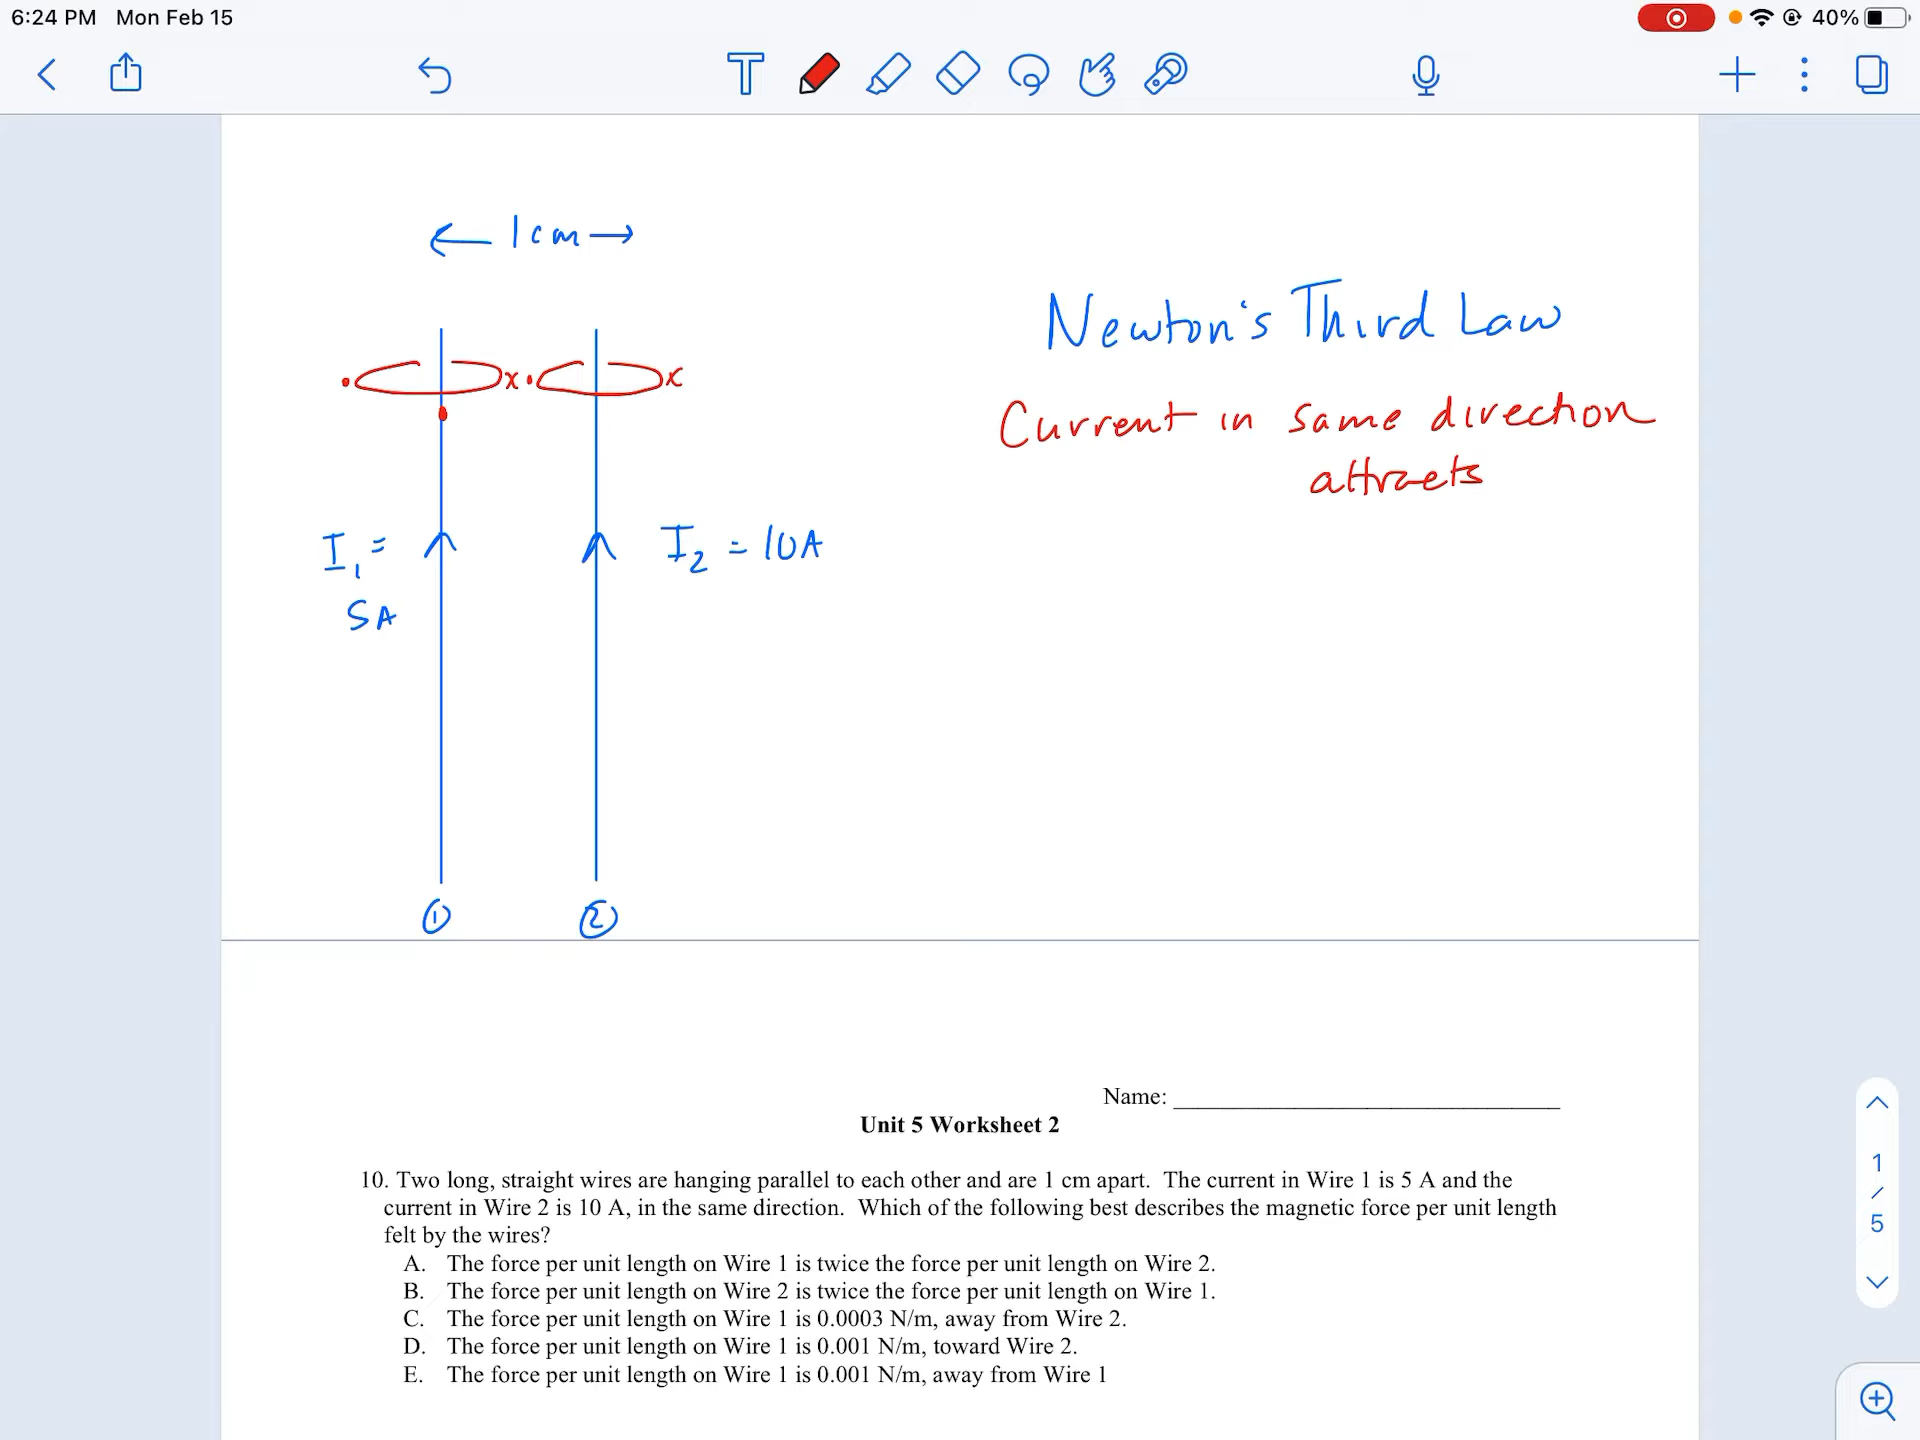 6:24 PM Mon Feb 15
40%
1cm
Newton's Third Law
x
x
Current in same direction
attracts
I₁ =
5A
I₂ = 10A
1
2
Name:
Unit 5 Worksheet 2
10. Two long, straight wires are hanging parallel to each other and are 1 cm apart. The current in Wire 1 is 5 A and the
current in Wire 2 is 10 A, in the same direction. Which of the following best describes the magnetic force per unit length
felt by the wires?
A. The force per unit length on Wire 1 is twice the force per unit length on Wire 2.
B. The force per unit length on Wire 2 is twice the force per unit length on Wire 1.
C. The force per unit length on Wire 1 is 0.0003 N/m, away from Wire 2.
D. The force per unit length on Wire 1 is 0.001 N/m, toward Wire 2.
E. The force per unit length on Wire 1 is 0.001 N/m, away from Wire 1
1
/
5